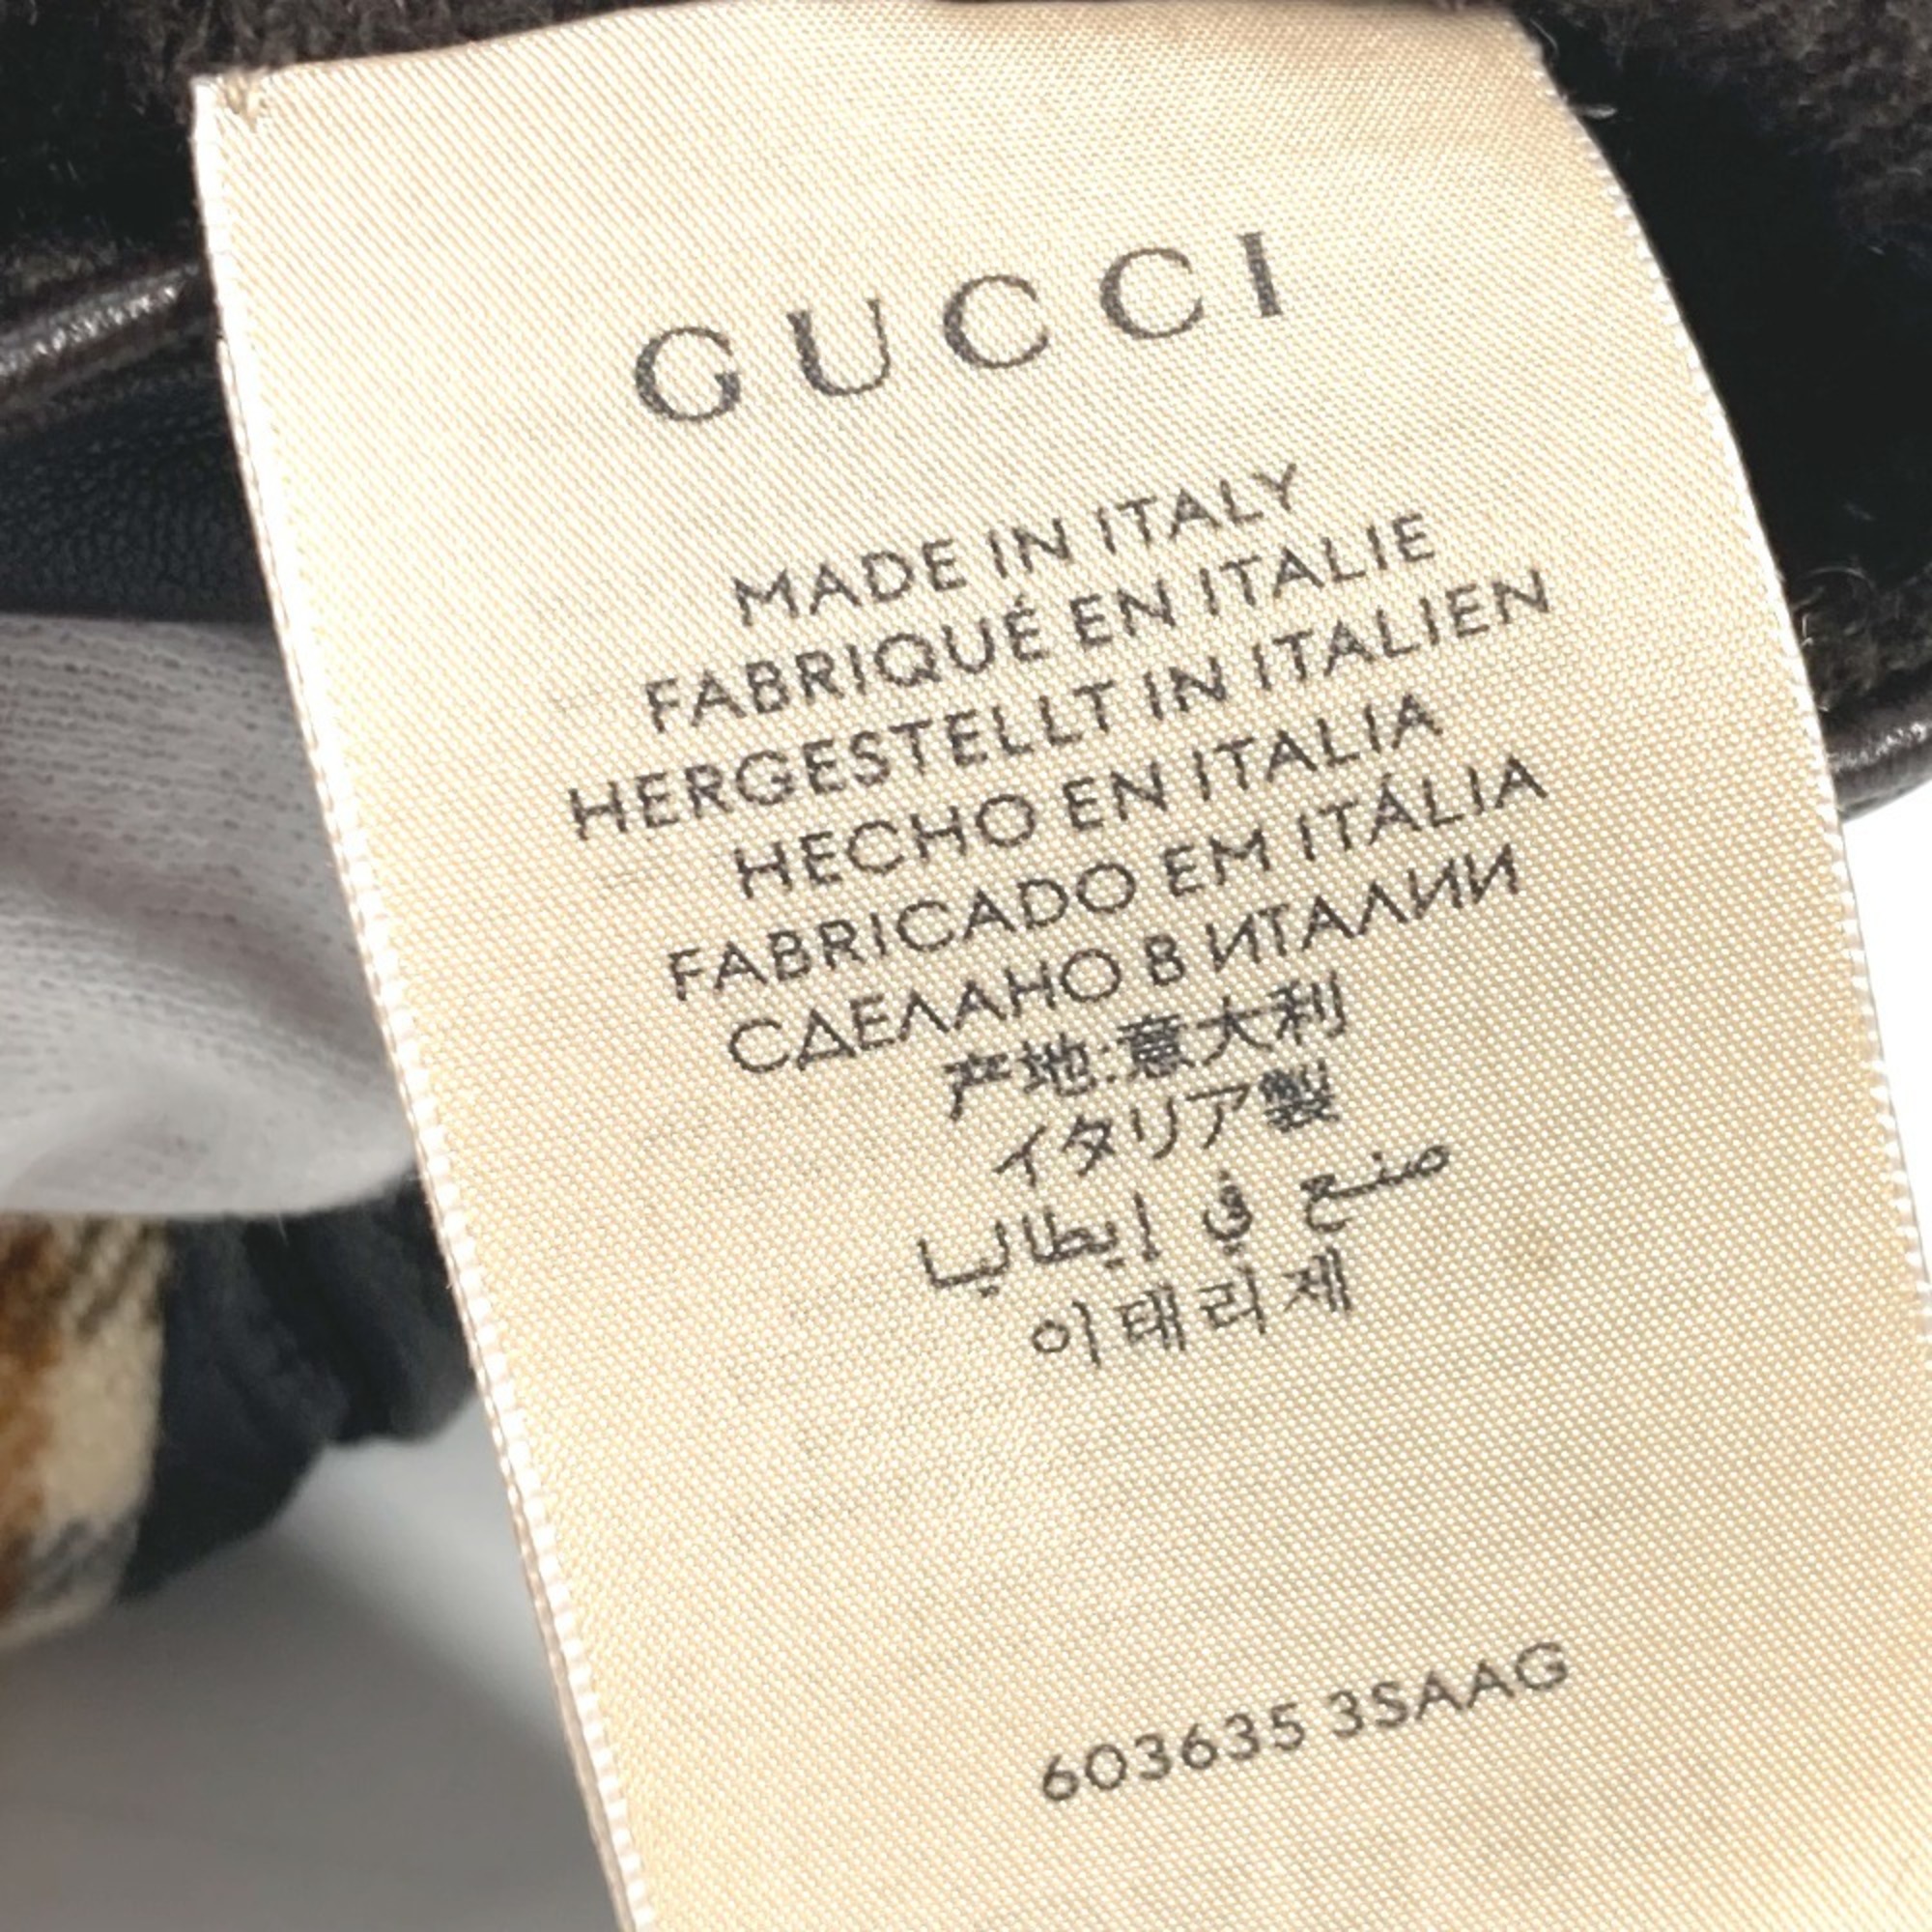 GUCCI
MADE IN ITALY
FABRIQUÉ EN ITALIE
HERGESTELLT IN ITALIEN
HECHO EN ITALIA
FABRICADO EM ITÁLIA
СДЕЛАНО В ИТАЛИИ
产地:意大利
イタリア製
صنع في إيطاليا
이태리제
603635 3SAAG